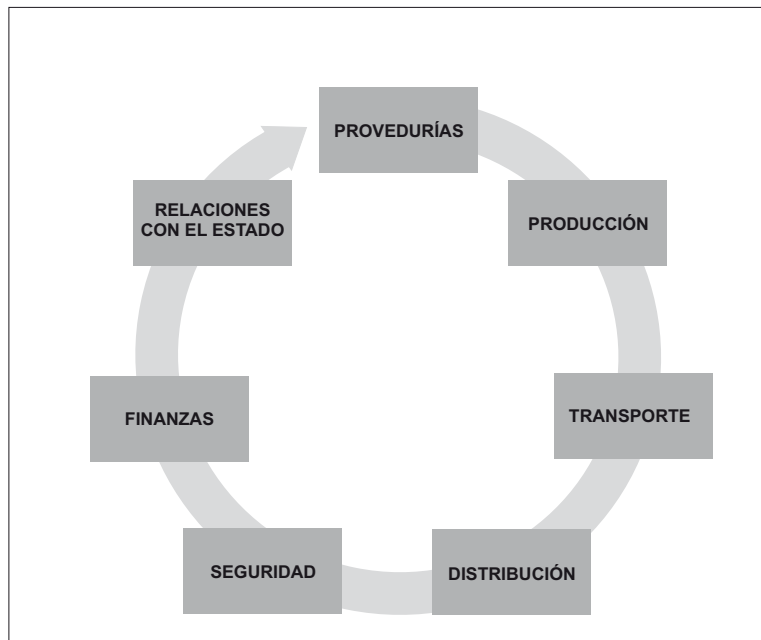 PROVEDURÍAS
PRODUCCIÓN
TRANSPORTE
DISTRIBUCIÓN
SEGURIDAD
FINANZAS
RELACIONES
CON EL ESTADO